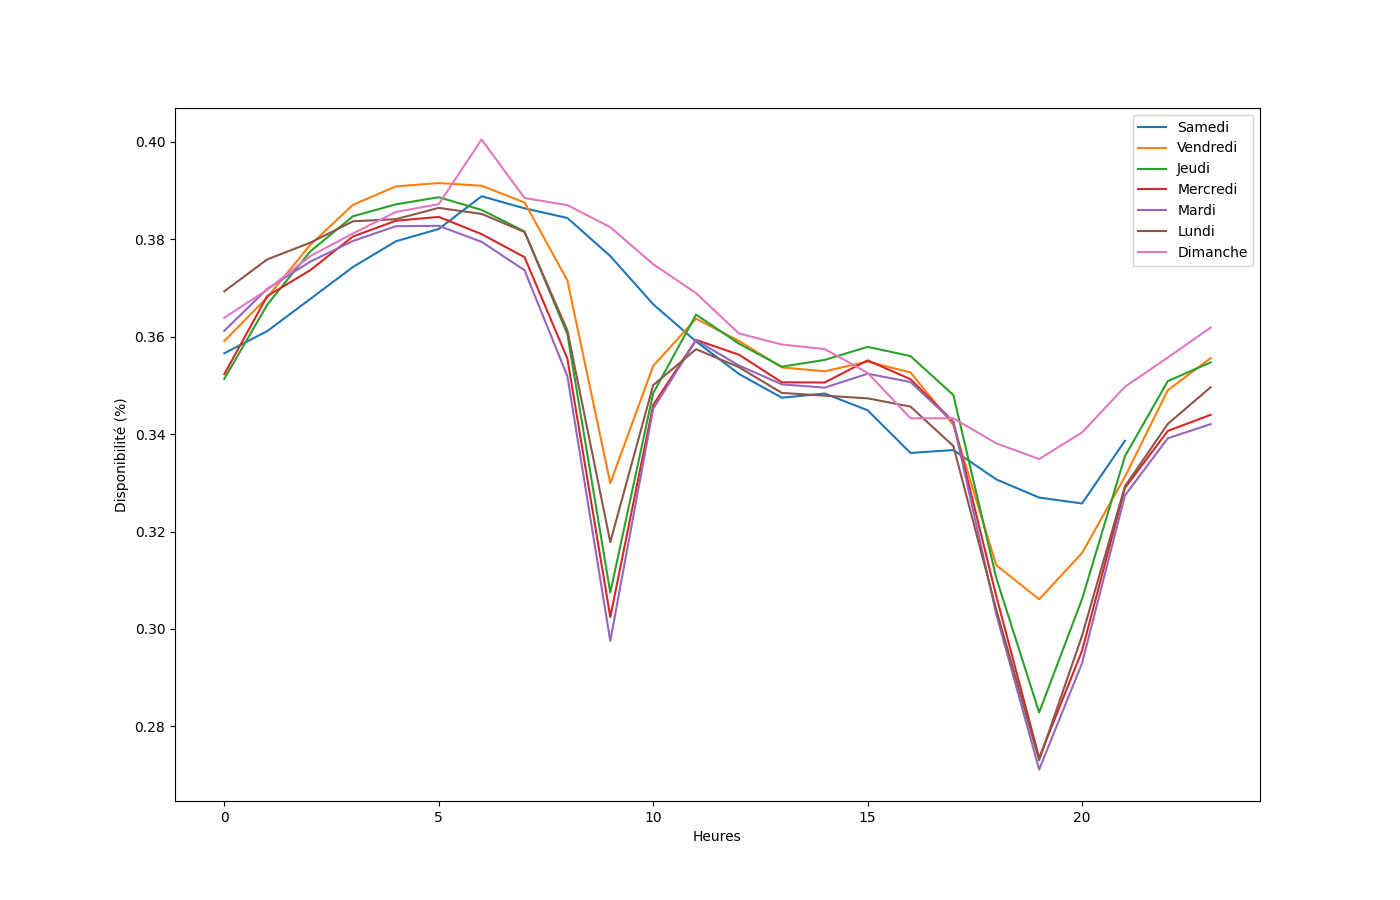 0.40
0.38
0.36
0.34
0.32
0.30
0.28
Disponibilité (%)
0 5 10 15 20
Heures
Samedi
Vendredi
Jeudi
Mercredi
Mardi
Lundi
Dimanche